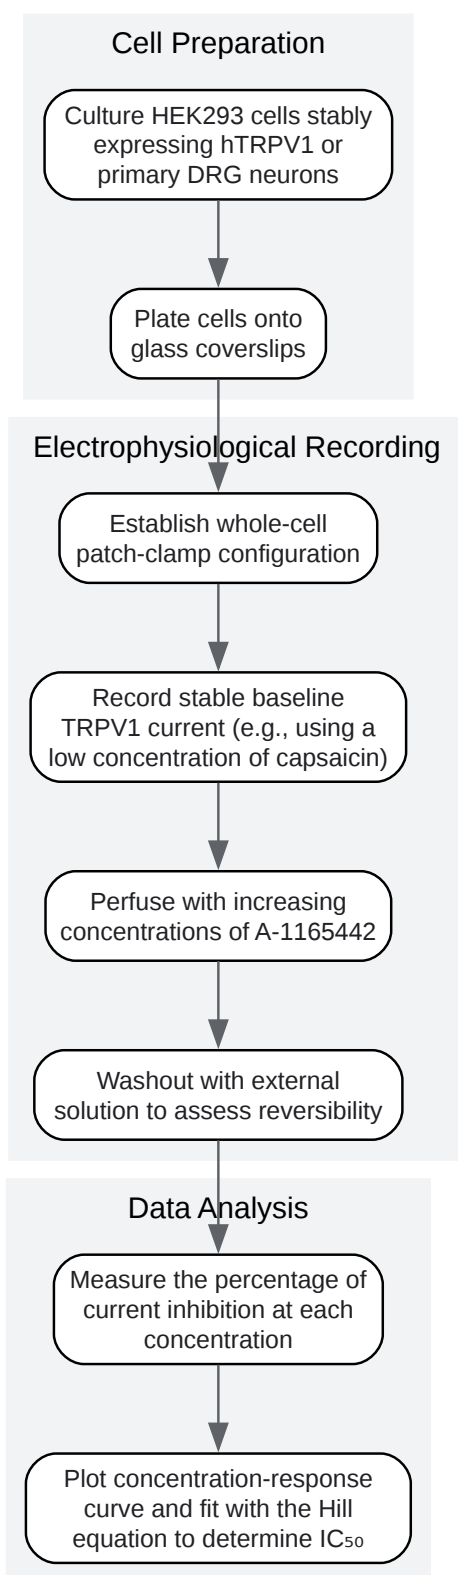 Cell Preparation
Culture HEK293 cells stably
expressing hTRPV1 or
primary DRG neurons
Plate cells onto
glass coverslips
Electrophysiological Recording
Establish whole-cell
patch-clamp configuration
Record stable baseline
TRPV1 current (e.g., using a
low concentration of capsaicin)
Perfuse with increasing
concentrations of A-1165442
Washout with external
solution to assess reversibility
Data Analysis
Measure the percentage of
current inhibition at each
concentration
Plot concentration-response
curve and fit with the Hill
equation to determine IC₅₀